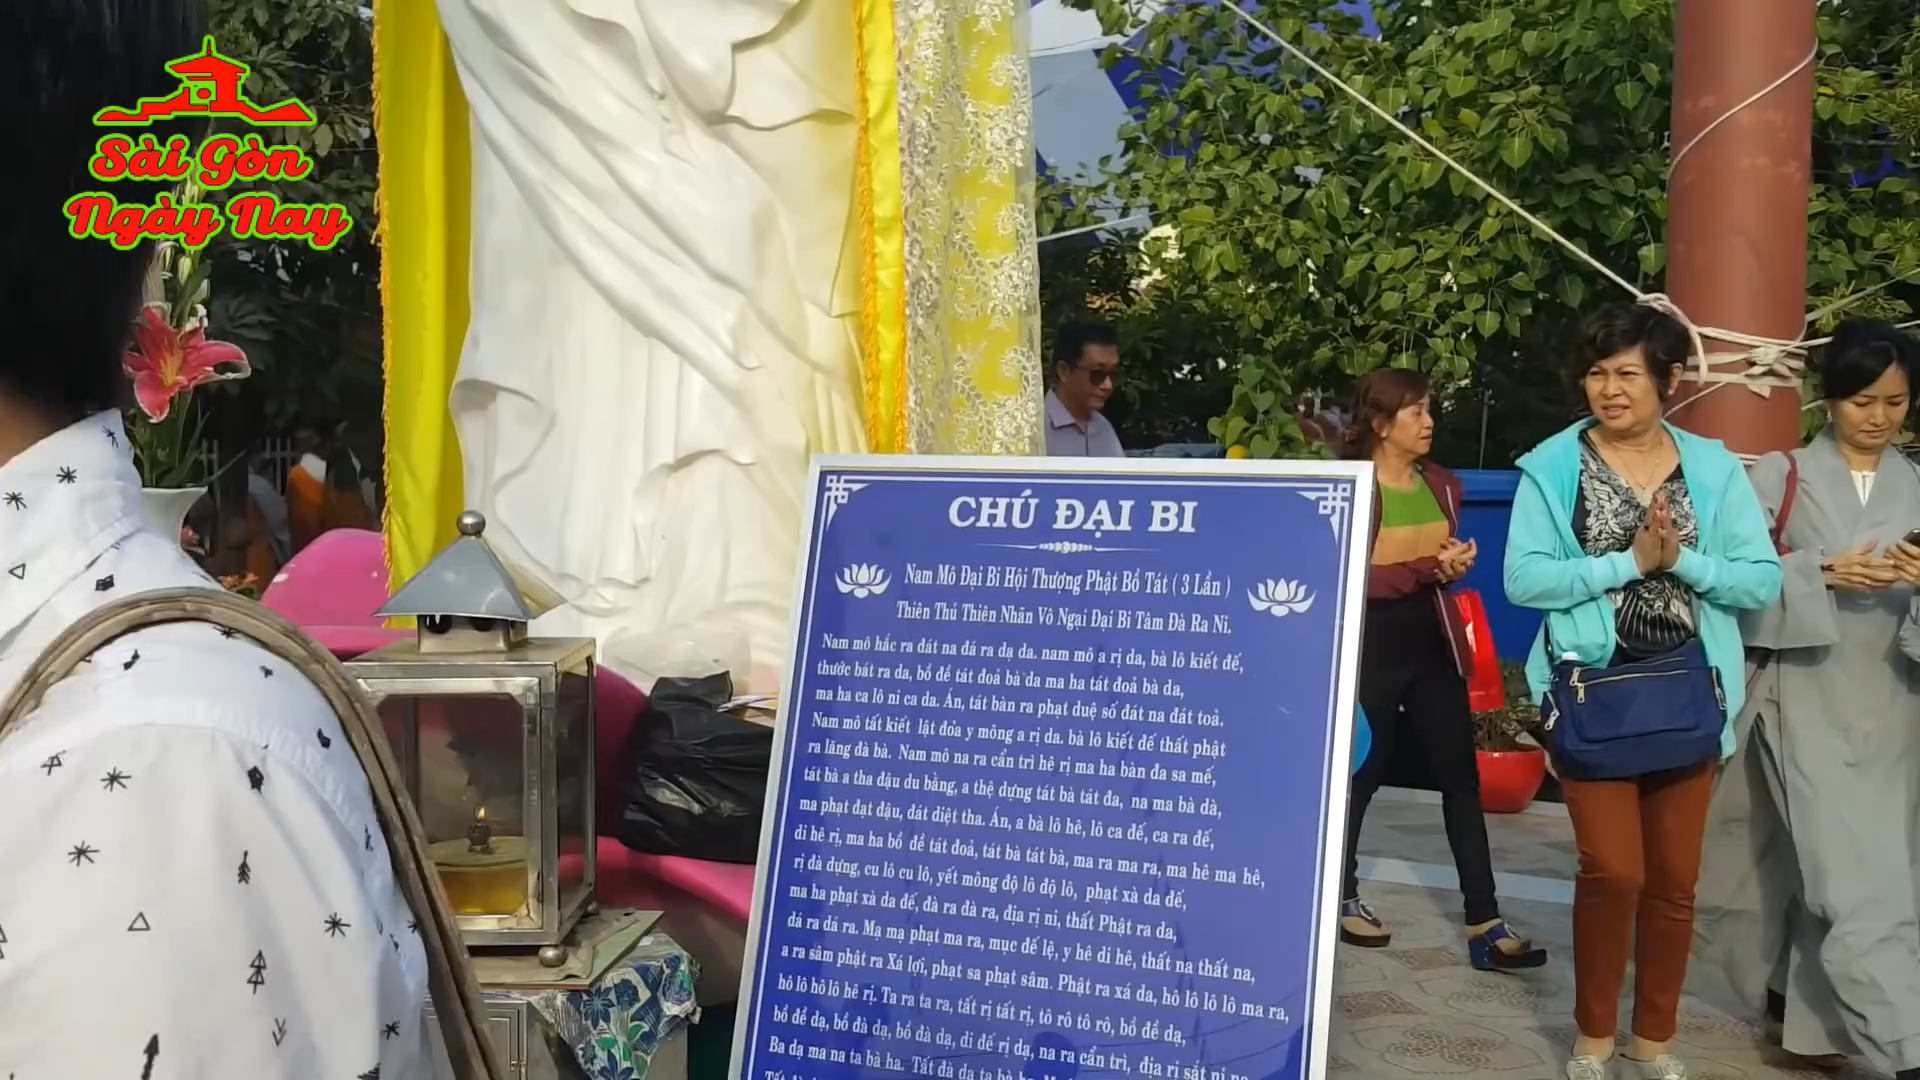 Sài Gòn
Ngày Nay
CHÚ ĐẠI BI
Nam Mô Đại Bi Hội Thượng Phật Bồ Tát ( 3 Lần )
Thiên Thủ Thiên Nhãn Vô Ngại Đại Bi Tâm Đà Ra Ni.
Nam mô hắc ra đát na đá ra dạ da. nam mô a rị da, bà lô kiết đế,
thước bát ra da, bồ đề tát đoả bà da ma ha tát đoả bà da,
ma ha ca lô ni ca da. Án, tát bàn ra phạt duệ số đát na đát toả.
Nam mô tất kiết lật đỏa y mông a rị da. bà lô kiết đế thất phật
ra lăng đà bà. Nam mô na ra cẩn trì hê rị ma ha bàn đa sa mế,
tát bà a tha đậu du bằng, a thệ dựng tát bà tát đa, na ma bà dà,
ma phạt đạt đậu, đát diệt tha. Án, a bà lô hê, lô ca đế, ca ra đế,
di hê rị, ma ha bồ đề tát đoả, tát bà tát bà, ma ra ma ra, ma hê ma hê,
rị đà dựng, cu lô cu lô, yết mông độ lô độ lô, phạt xà da đế,
ma ha phạt xà da đế, đà ra đà ra, địa rị ni, thất Phật ra da,
dá ra dá ra. Mạ mạ phạt ma ra, mục đế lệ, y hê di hê, thất na thất na,
a ra sâm phật ra Xá lợi, phạt sa phạt sâm. Phật ra xá da, hô lô lô lô ma ra,
hô lô hô lô hê rị. Ta ra ta ra, tất rị tất rị, tô rô tô rô, bồ đề dạ,
bồ đề dạ, bồ đà dạ, bồ đà dạ, di đế rị dạ, na ra cẩn trì, địa rị sắt ni na
Ba dạ ma na ta bà ha. Tất đà dạ ta bà